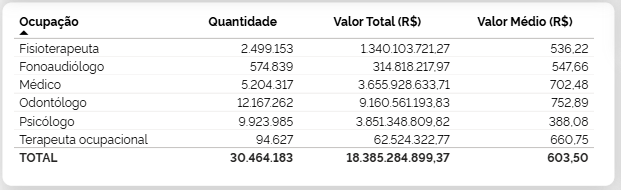 Ocupação Quantidade Valor Total (R$) Valor Médio (R$)
Fisioterapeuta 2.499.153 1.340.103.721,27 536,22
Fonoaudiólogo 574.839 314.818.217,97 547,66
Médico 5.204.317 3.655.928.633,71 702,48
Odontólogo 12.167.262 9.160.561.193,83 752,89
Psicólogo 9.923.985 3.851.348.809,82 388,08
Terapeuta ocupacional 94.627 62.524.322,77 660,75
TOTAL 30.464.183 18.385.284.899,37 603,50